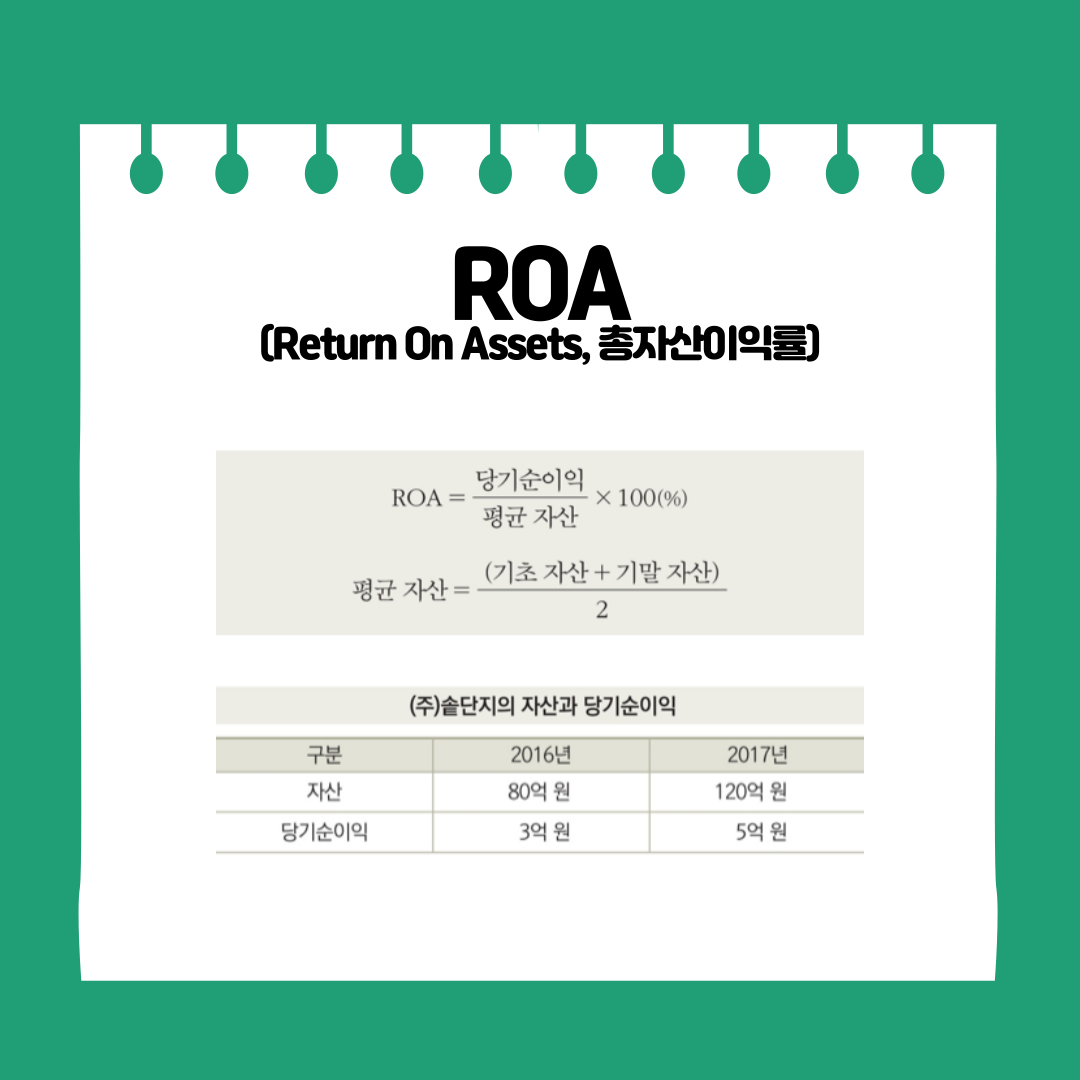 ROA
(Return On Assets, 총자산이익률)
ROA = 당기순이익 / 평균 자산 × 100(%)
평균 자산 = (기초 자산 + 기말 자산) / 2
(주)솥단지의 자산과 당기순이익
구분 2016년 2017년
자산 80억 원 120억 원
당기순이익 3억 원 5억 원